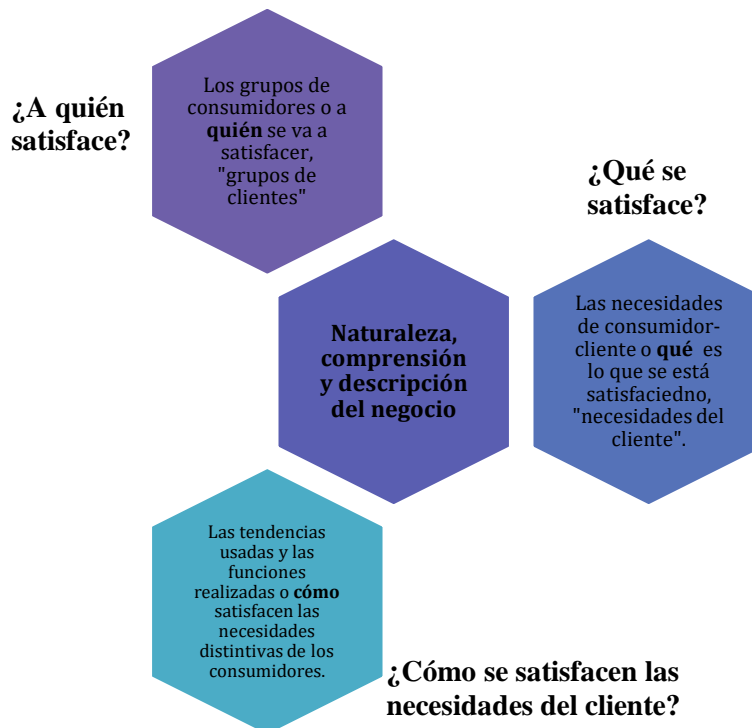 ¿A quién
satisface?
Los grupos de
consumidores o a
quién se va a
satisfacer,
"grupos de
clientes"
¿Qué se
satisface?
Naturaleza,
comprensión
y descripción
del negocio
Las necesidades
de consumidor-
cliente o qué es
lo que se está
satisfaciedno,
"necesidades del
cliente".
Las tendencias
usadas y las
funciones
realizadas o cómo
satisfacen las
necesidades
distintivas de los
consumidores.
¿Cómo se satisfacen las
necesidades del cliente?